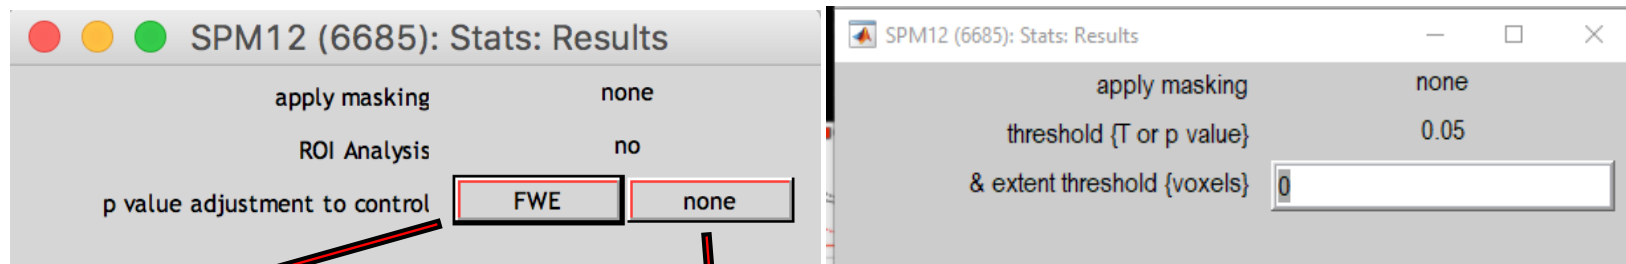 SPM12 (6685): Stats: Results
apply masking none
ROI Analysis no
p value adjustment to control FWE none
SPM12 (6685): Stats: Results
apply masking none
threshold {T or p value} 0.05
& extent threshold {voxels} 0